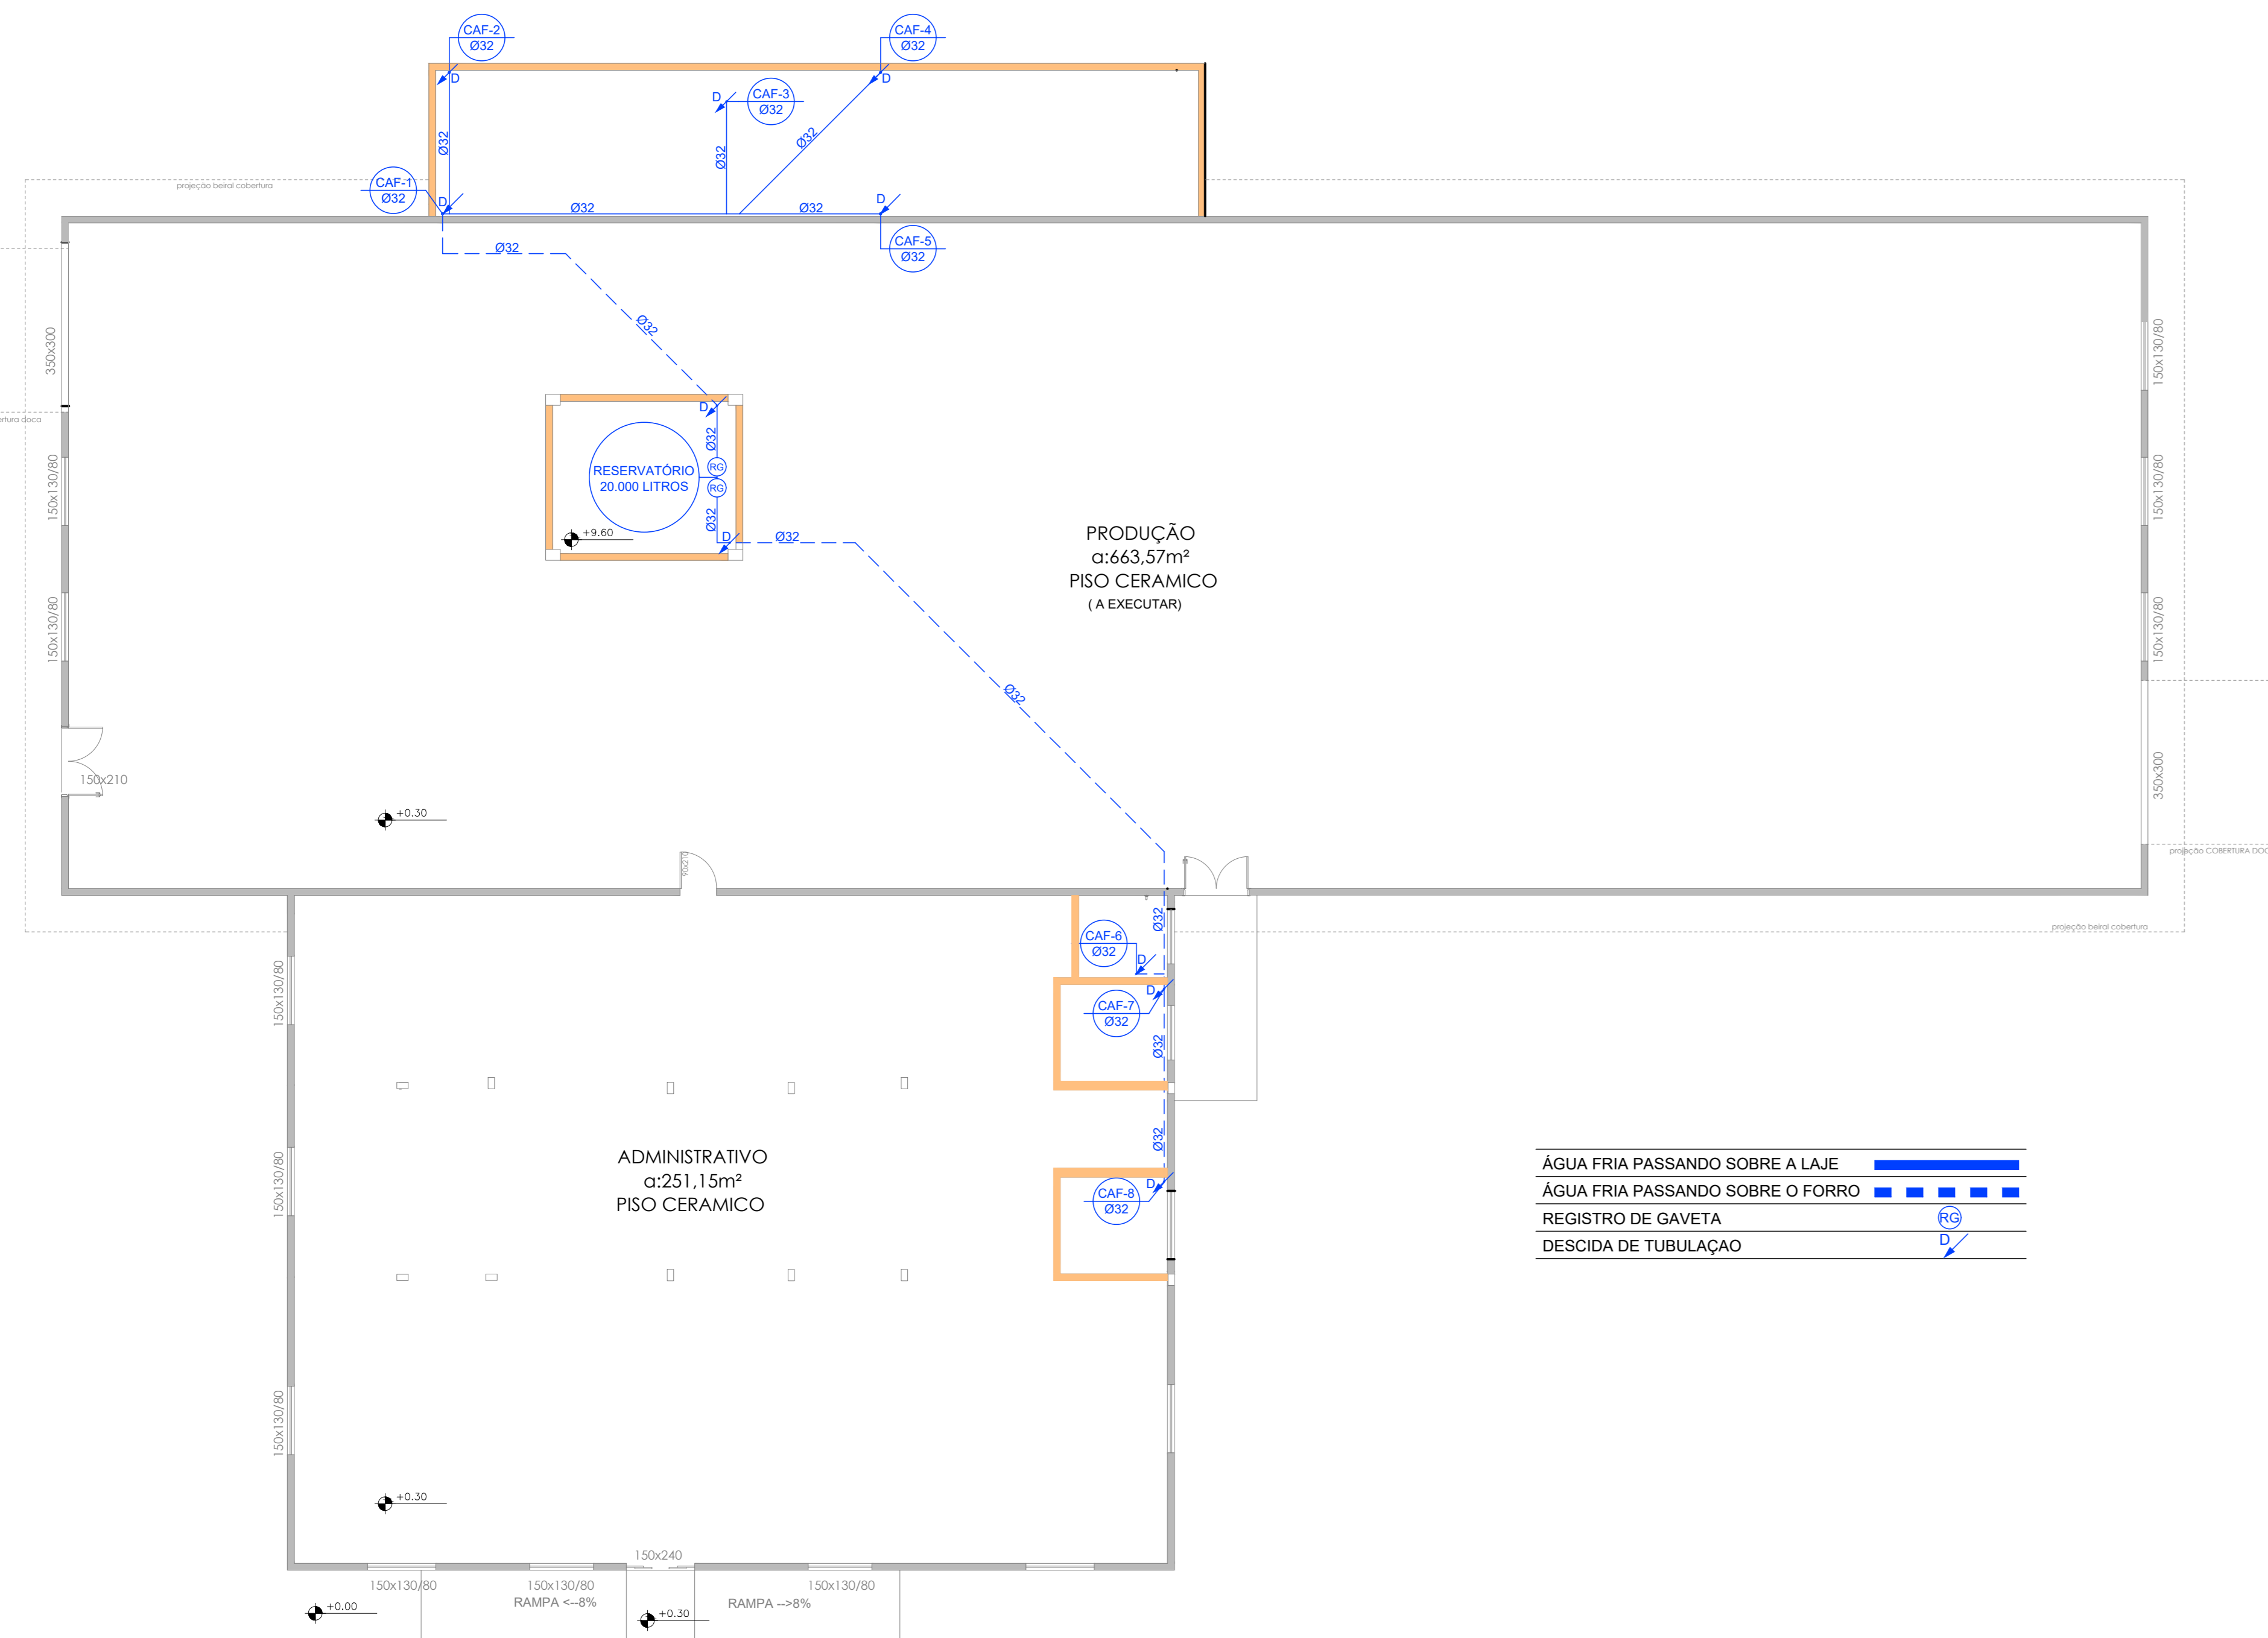 CAF-2
Ø32
CAF-4
Ø32
D
D
CAF-3
Ø32
D
Ø32
Ø32
Ø32
CAF-1
Ø32
projeção beiral cobertura
D
Ø32
Ø32
D
CAF-5
Ø32
Ø32
Ø32
350x300
150x130/80
rtura doca
D
Ø32
RESERVATÓRIO
20.000 LITROS
RG
RG
Ø32
150x130/80
150x130/80
+9.60
D
Ø32
PRODUÇÃO
a:663,57m²
PISO CERAMICO
( A EXECUTAR)
150x130/80
150x130/80
Ø32
150x210
350x300
+0.30
90x210
projeção COBERTURA DOC
Ø32
projeção beiral cobertura
CAF-6
Ø32
D
150x130/80
D
CAF-7
Ø32
Ø32
Ø32
ADMINISTRATIVO
a:251,15m²
PISO CERAMICO
150x130/80
D
CAF-8
Ø32
ÁGUA FRIA PASSANDO SOBRE A LAJE
ÁGUA FRIA PASSANDO SOBRE O FORRO
REGISTRO DE GAVETA
RG
DESCIDA DE TUBULAÇAO
D
150x130/80
+0.30
150x240
150x130/80
150x130/80
150x130/80
RAMPA <--8%
RAMPA -->8%
+0.00
+0.30